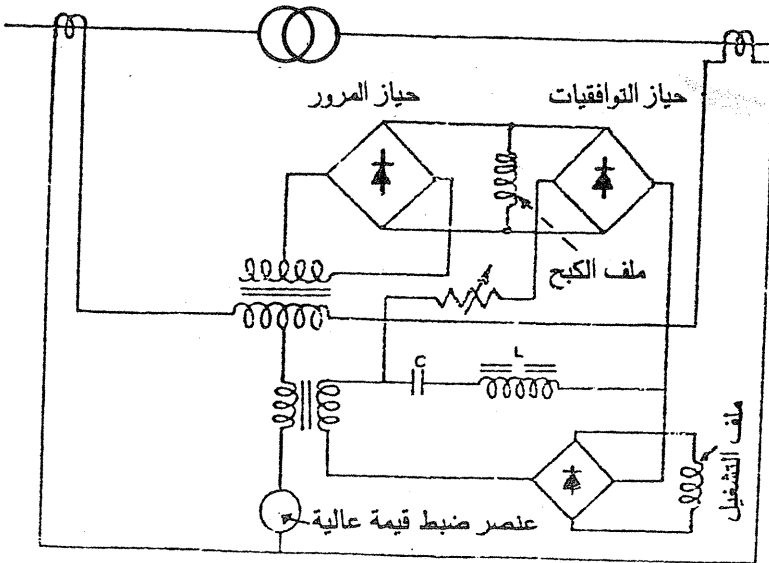 حياز المرور
حياز التوافقيات
ملف الكبح
C
L
ملف التشغيل
عنصر ضبط قيمة عالية